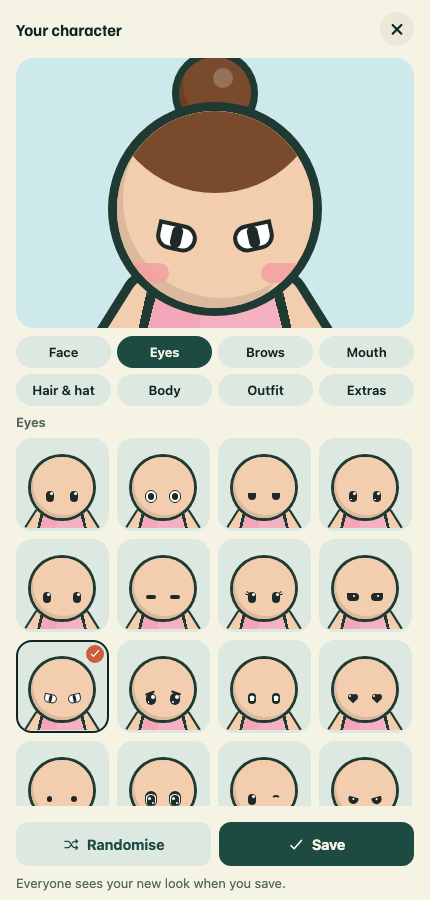 Your character
Face
Eyes
Brows
Mouth
Hair & hat
Body
Outfit
Extras
Eyes
Randomise
Save
Everyone sees your new look when you save.